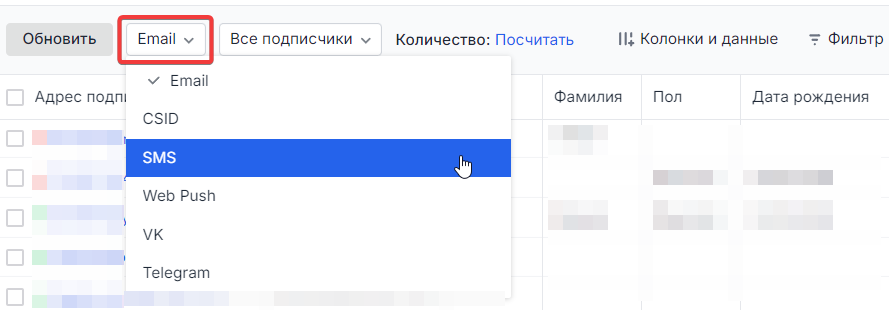 Обновить Email Все подписчики Количество: Посчитать Колонки и данные Фильтр
Email
Адрес подп Фамилия Пол Дата рождения
CSID
SMS
Web Push
VK
Telegram